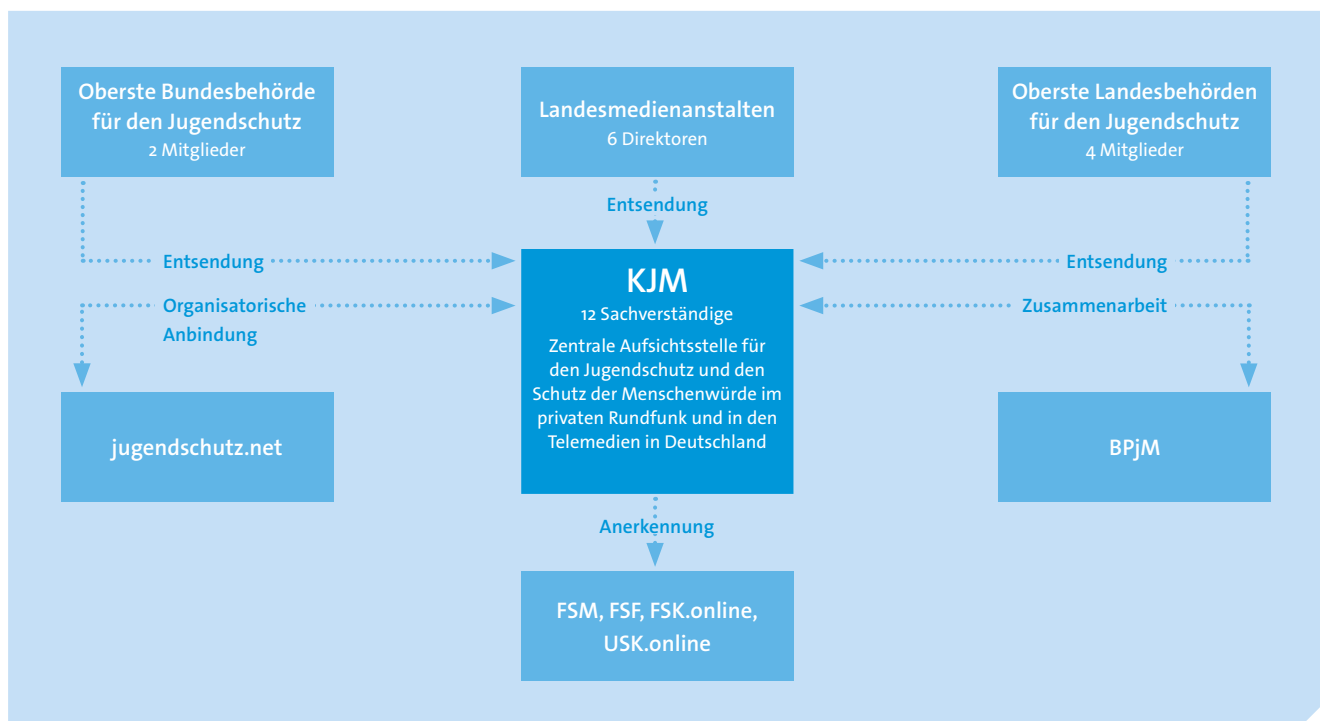 Oberste Bundesbehörde
für den Jugendschutz
2 Mitglieder
Landesmedienanstalten
6 Direktoren
Oberste Landesbehörden
für den Jugendschutz
4 Mitglieder
Entsendung
Entsendung
Entsendung
Organisatorische
Anbindung
KJM
12 Sachverständige
Zentrale Aufsichtsstelle für
den Jugendschutz und den
Schutz der Menschenwürde im
privaten Rundfunk und in den
Telemedien in Deutschland
Zusammenarbeit
jugendschutz.net
BPjM
Anerkennung
FSM, FSF, FSK.online,
USK.online